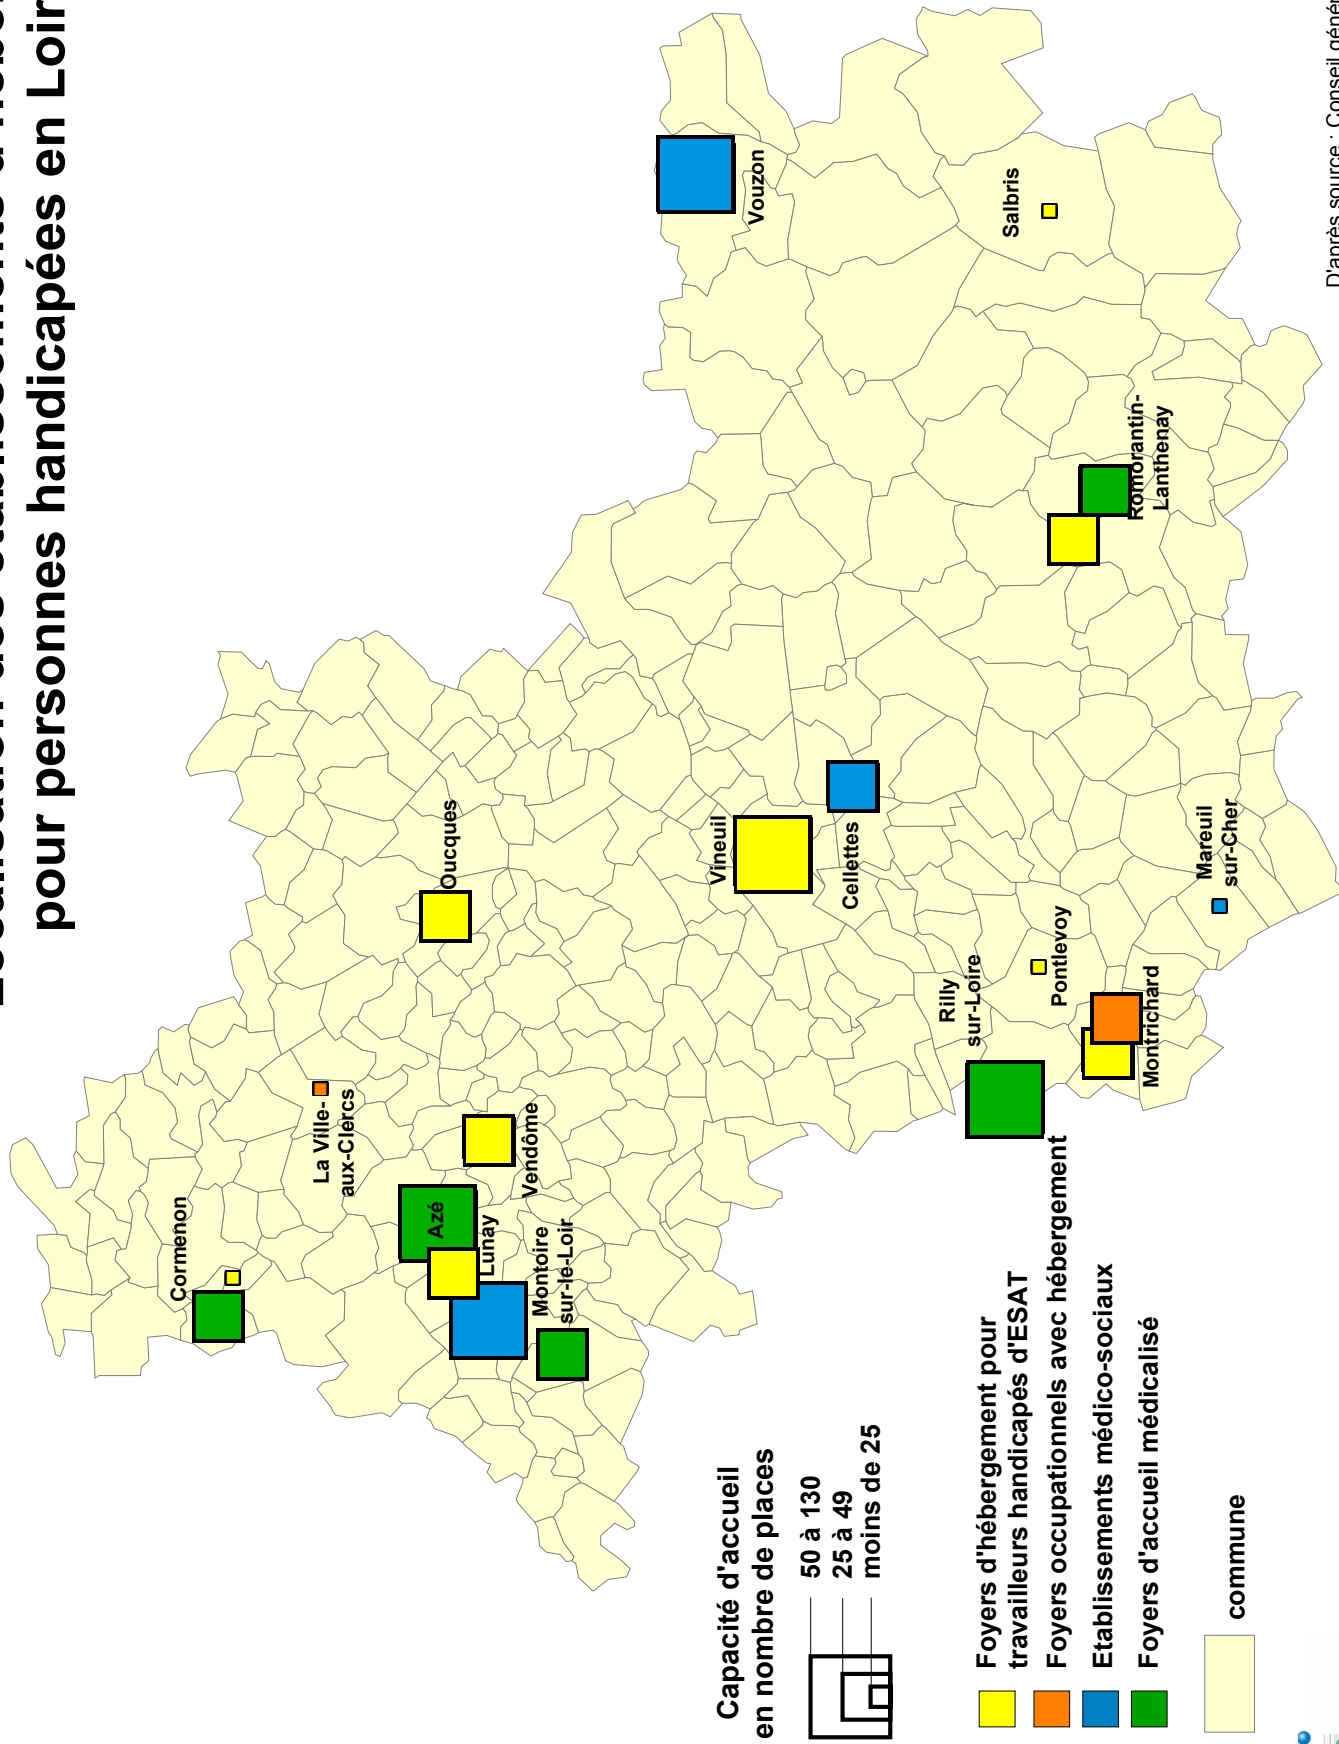 pour personnes handicapées en Loir
Cormenon
La Ville-
aux-Clercs
Oucques
Azé
Lunay
Vendôme
Montoire
sur-le-Loir
Vouzon
Vineuil
Cellettes
Salbris
Romorantin-
Lanthenay
Rilly
sur-Loire
Pontlevoy
Montrichard
Mareuil
sur-Cher
Capacité d'accueil
en nombre de places
50 à 130
25 à 49
moins de 25
Foyers d'hébergement pour
travailleurs handicapés d'ESAT
Foyers occupationnels avec hébergement
Etablissements médico-sociaux
Foyers d'accueil médicalisé
commune
D'après source : Conseil génér